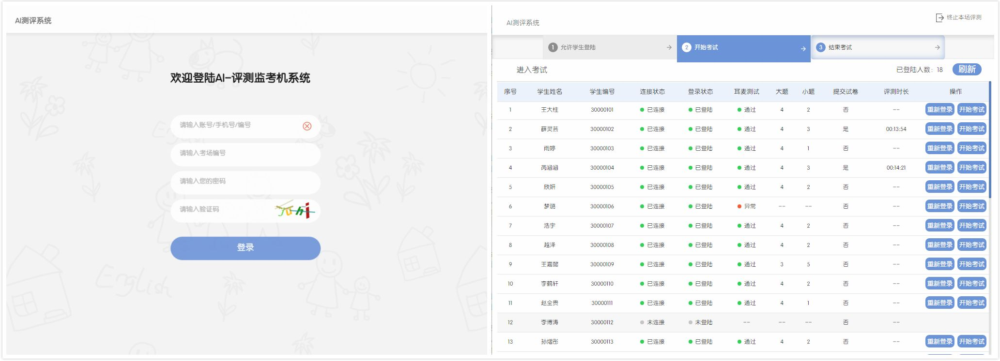 AI测评系统
欢迎登陆AI-评测监考机系统
请输入账号/手机号/编号
请输入考场编号
请输入您的密码
请输入验证码
登录
English
AI测评系统
终止本场评测
1 允许学生登陆
2 开始考试
3 结束考试
进入考试
已登陆人数：18 刷新
序号 学生姓名 学生编号 连接状态 登录状态 耳麦测试 大题 小题 提交试卷 评测时长 操作
1 王大柱 30000101 已连接 已登陆 通过 4 2 否 -- 重新登录 开始考试
2 薛灵芸 30000102 已连接 已登陆 通过 4 3 是 00:13:54 重新登录 开始考试
3 雨婷 30000103 已连接 已登陆 通过 4 1 否 -- 重新登录 开始考试
4 芮涵涵 30000104 已连接 已登陆 通过 4 3 是 00:14:21 重新登录 开始考试
5 欣妍 30000105 已连接 已登陆 通过 4 2 否 -- 重新登录 开始考试
6 梦璐 30000106 已连接 已登陆 异常 -- -- 否 -- 重新登录 开始考试
7 浩宇 30000107 已连接 已登陆 通过 4 2 否 -- 重新登录 开始考试
8 越泽 30000108 已连接 已登陆 通过 4 2 否 -- 重新登录 开始考试
9 王嘉懿 30000109 已连接 已登陆 通过 3 5 否 -- 重新登录 开始考试
10 李鹤轩 30000110 已连接 已登陆 通过 4 2 否 -- 重新登录 开始考试
11 赵全贵 30000111 已连接 已登陆 通过 4 1 否 -- 重新登录 开始考试
12 李博涛 30000112 未连接 未登陆 -- -- -- 否 --
13 孙熠彤 30000113 已连接 已登陆 通过 4 2 否 -- 重新登录 开始考试